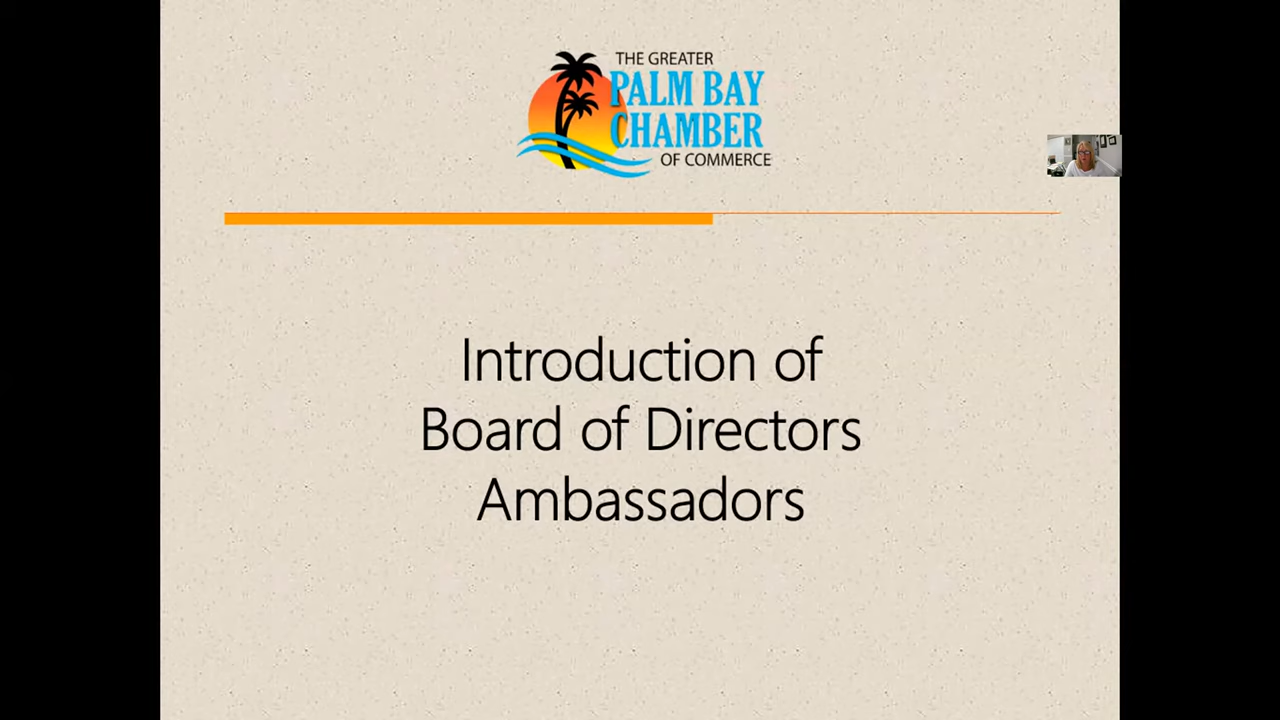 THE GREATER
PALM BAY
CHAMBER
OF COMMERCE
Introduction of
Board of Directors
Ambassadors